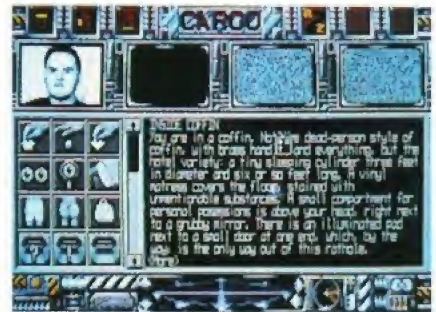 CARGO
INSIDE COFFIN
You are in a coffin. Not the dead-person style of
coffin, with brass handles and everything, but the
hotel variety: a tiny sleeping cylinder three feet
in diameter and six or so feet long. A vinyl
matress covers the floor, stained with
unmentionable substances. A small compartment for
personal possessions is above your head, right next
to a grubby mirror. There is an illuminated pad
next to a small door at one end, which, by the
way, is the only way out of this rathole.
(More)